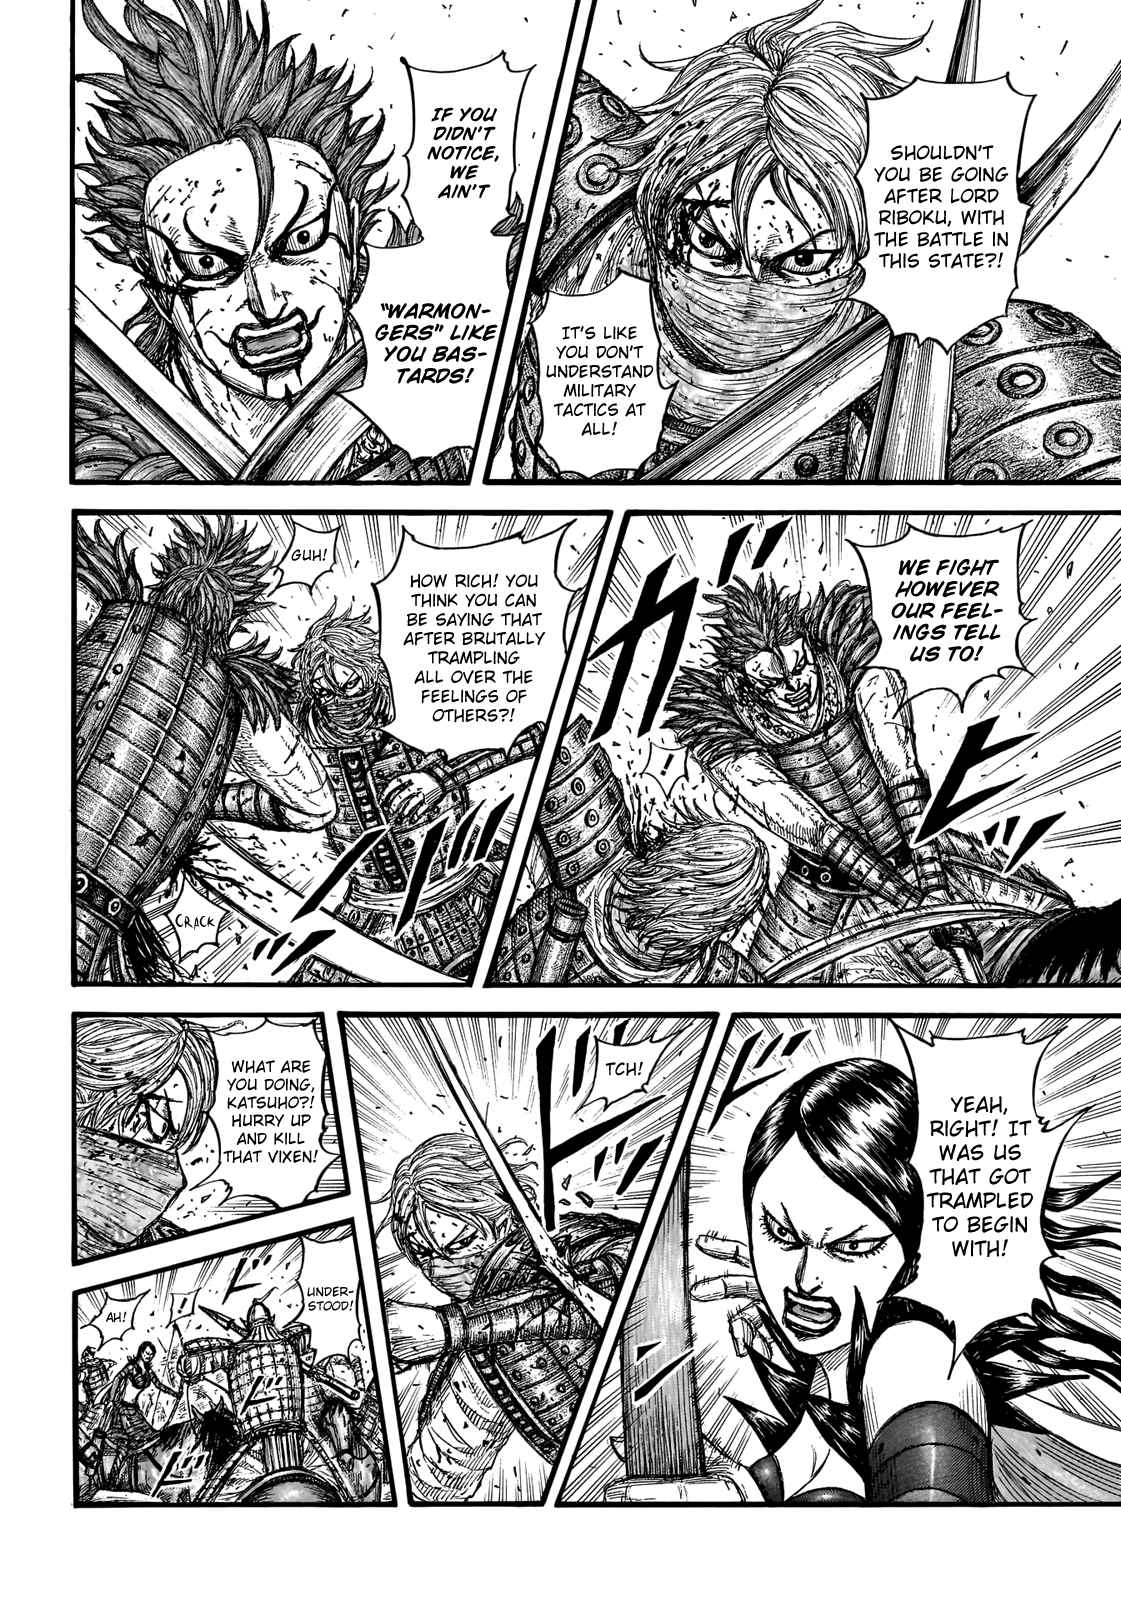 SHOULDN'T
YOU BE GOING
AFTER LORD
RIBOKU, WITH
THE BATTLE IN
THIS STATE?!
IT'S LIKE
YOU DON'T
UNDERSTAND
MILITARY
TACTICS AT
ALL!
IF YOU
DIDN'T
NOTICE,
WE
AIN'T
"WARMON-
GERS" LIKE
YOU BAS-
TARDS!
WE FIGHT
HOWEVER
OUR FEEL-
INGS TELL
US TO!
!
ガ
ビ
HOW RICH! YOU
THINK YOU CAN
BE SAYING THAT
AFTER BRUTALLY
TRAMPLING
ALL OVER THE
FEELINGS OF
OTHERS?!
GUH!
CRACK
YEAH,
RIGHT! IT
WAS US
THAT GOT
TRAMPLED
TO BEGIN
WITH!
TCH!
WHAT ARE
YOU DOING,
KATSUHO?!
HURRY UP
AND KILL
THAT VIXEN!
UNDER-
STOOD!
!
AH!
ド
ド